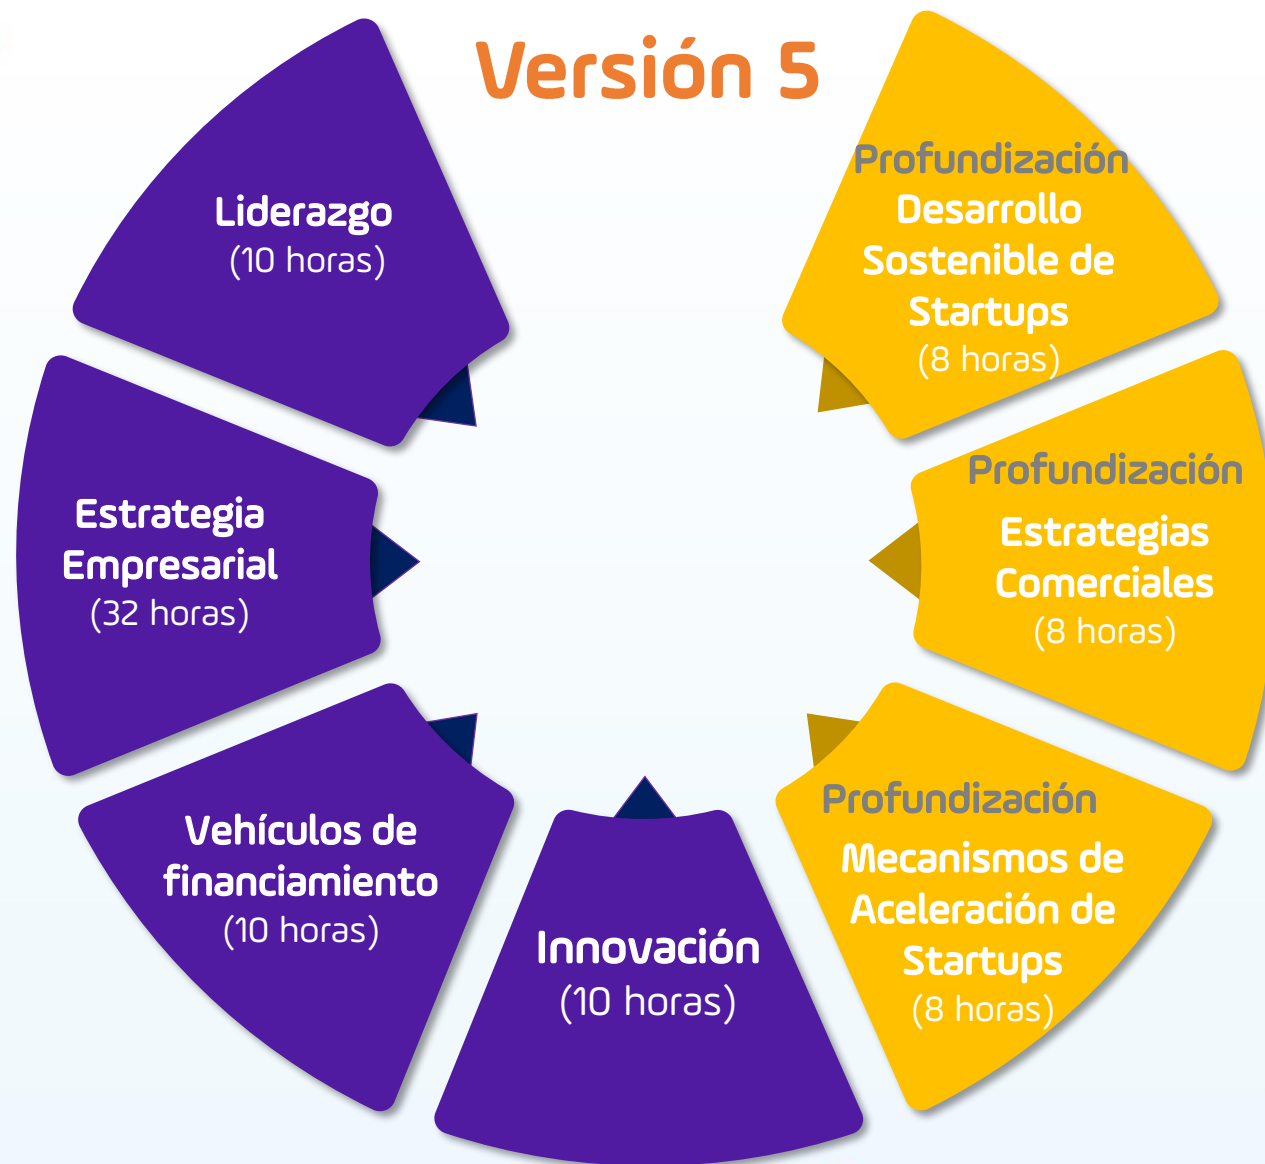 Versión 5
Liderazgo
(10 horas)
Estrategia
Empresarial
(32 horas)
Vehículos de
financiamiento
(10 horas)
Innovación
(10 horas)
Profundización
Mecanismos de
Aceleración de
Startups
(8 horas)
Profundización
Estrategias
Comerciales
(8 horas)
Profundización
Desarrollo
Sostenible de
Startups
(8 horas)